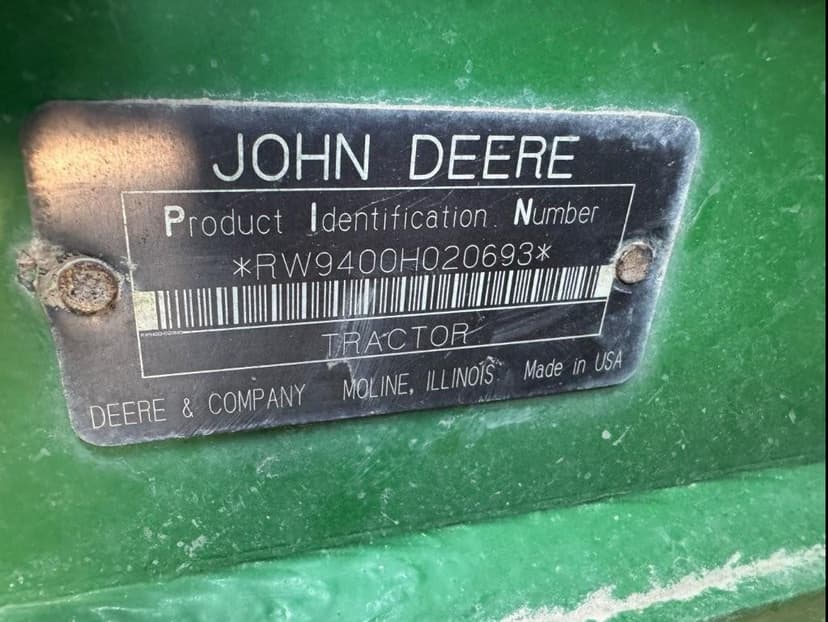 JOHN DEERE
Product Identification Number
*RW9400H020693*
TRACTOR
DEERE & COMPANY MOLINE, ILLINOIS Made in USA